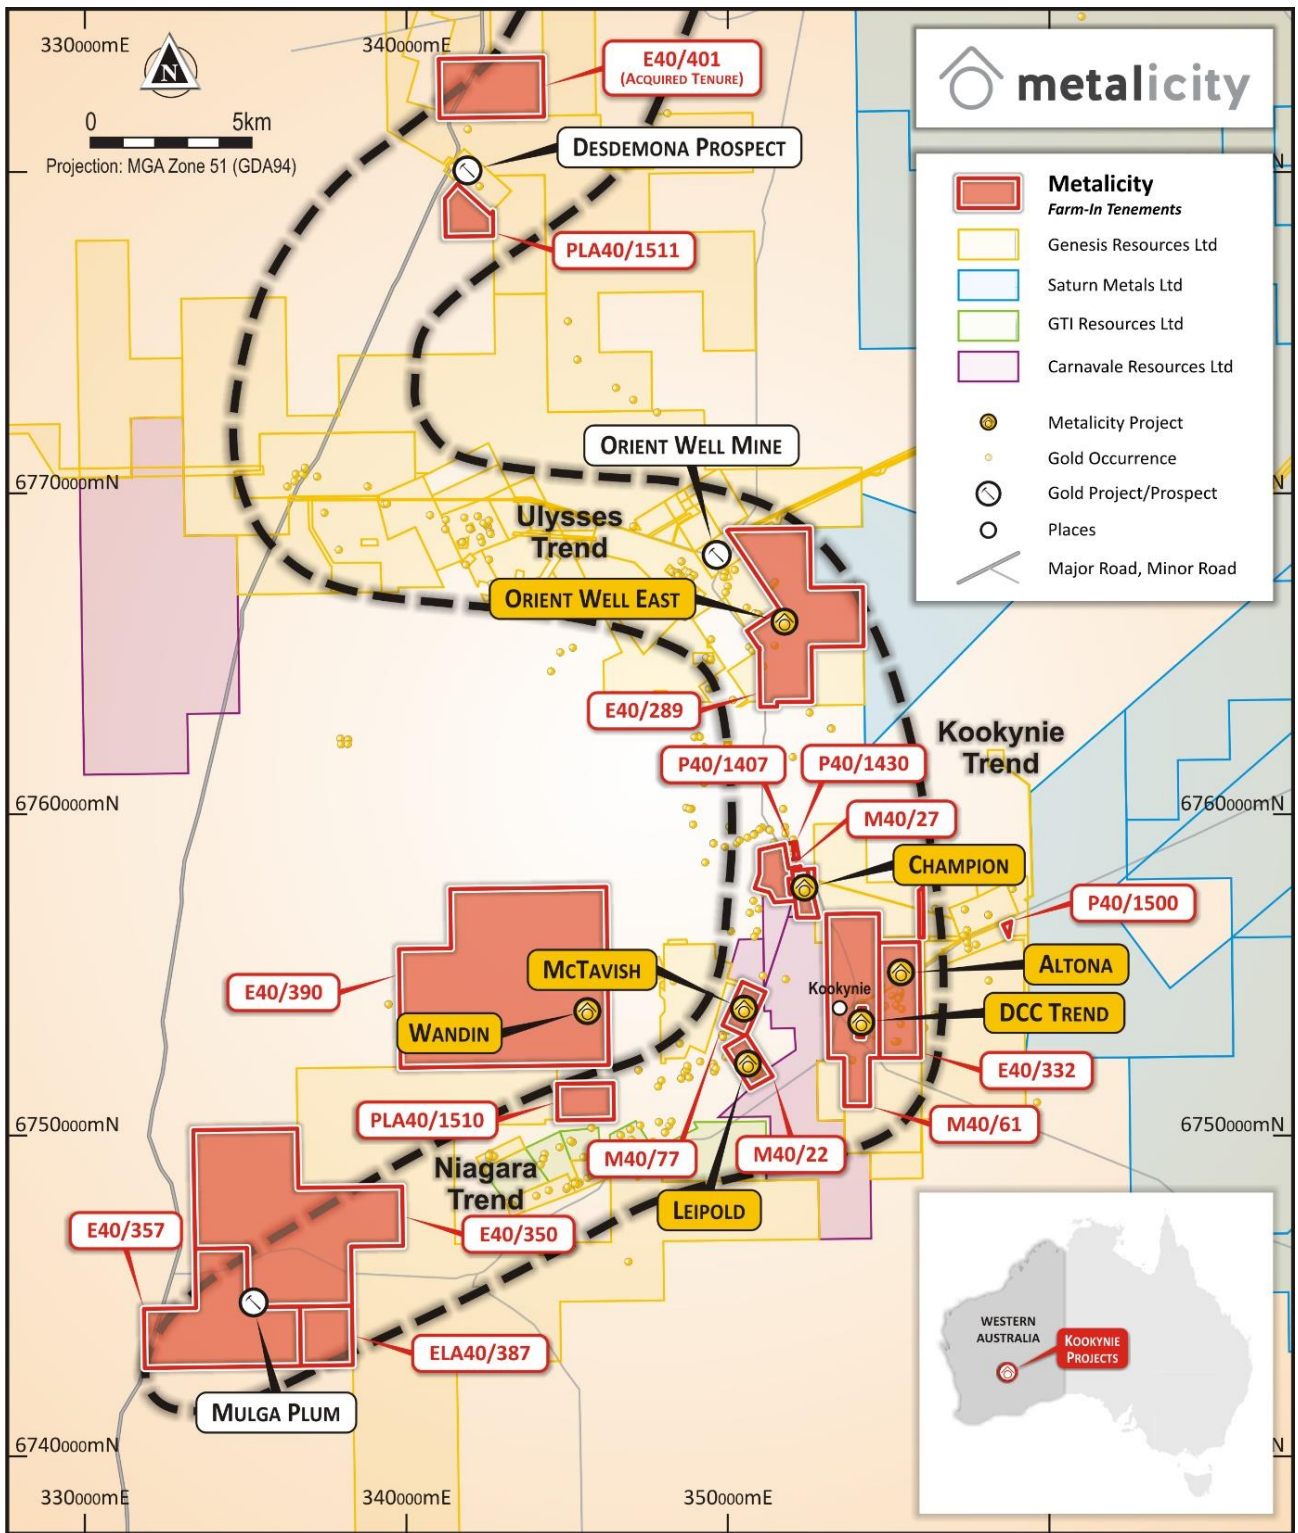 330000mE
340000mE
N
0 5km
Projection: MGA Zone 51 (GDA94)
E40/401
(ACQUIRED TENURE)
DESDEMONA PROSPECT
PLA40/1511
metalicity
Metalicity
Farm-In Tenements
Genesis Resources Ltd
Saturn Metals Ltd
GTI Resources Ltd
Carnavale Resources Ltd
Metalicity Project
Gold Occurrence
Gold Project/Prospect
Places
Major Road, Minor Road
N
ORIENT WELL MINE
6770000mN
N
Ulysses
Trend
ORIENT WELL EAST
E40/289
Kookynie
Trend
P40/1407
P40/1430
6760000mN
6760000mN
M40/27
CHAMPION
P40/1500
MCTAVISH
ALTONA
E40/390
Kookynie
WANDIN
DCC TREND
E40/332
PLA40/1510
M40/61
6750000mN
6750000mN
M40/77
M40/22
Niagara
Trend
LEIPOLD
E40/357
E40/350
ELA40/387
MULGA PLUM
WESTERN
AUSTRALIA
KOOKYNIE
PROJECTS
6740000mN
N
330000mE
340000mE
350000mE